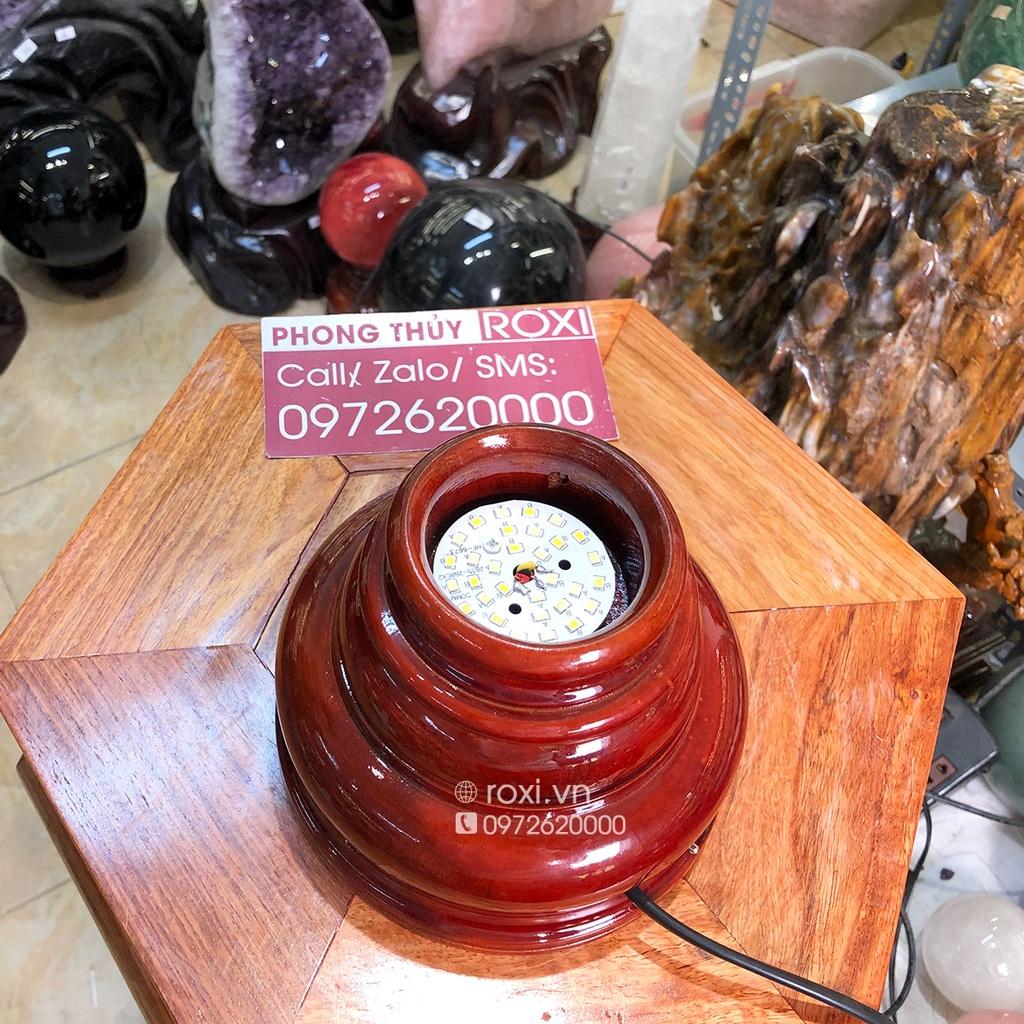 PHONG THỦY ROXI
Call/ Zalo/ SMS:
0972620000
roxi.vn
0972620000